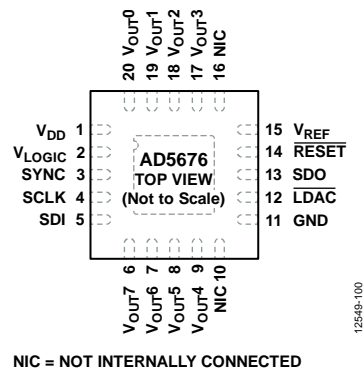 20 VOUT0
19 VOUT1
18 VOUT2
17 VOUT3
16 NIC
VDD 1
VLOGIC 2
SYNC 3
SCLK 4
SDI 5
AD5676
TOP VIEW
(Not to Scale)
15 VREF
14 RESET
13 SDO
12 LDAC
11 GND
VOUT7 6
VOUT6 7
VOUT5 8
VOUT4 9
NIC 10
12549-100
NIC = NOT INTERNALLY CONNECTED